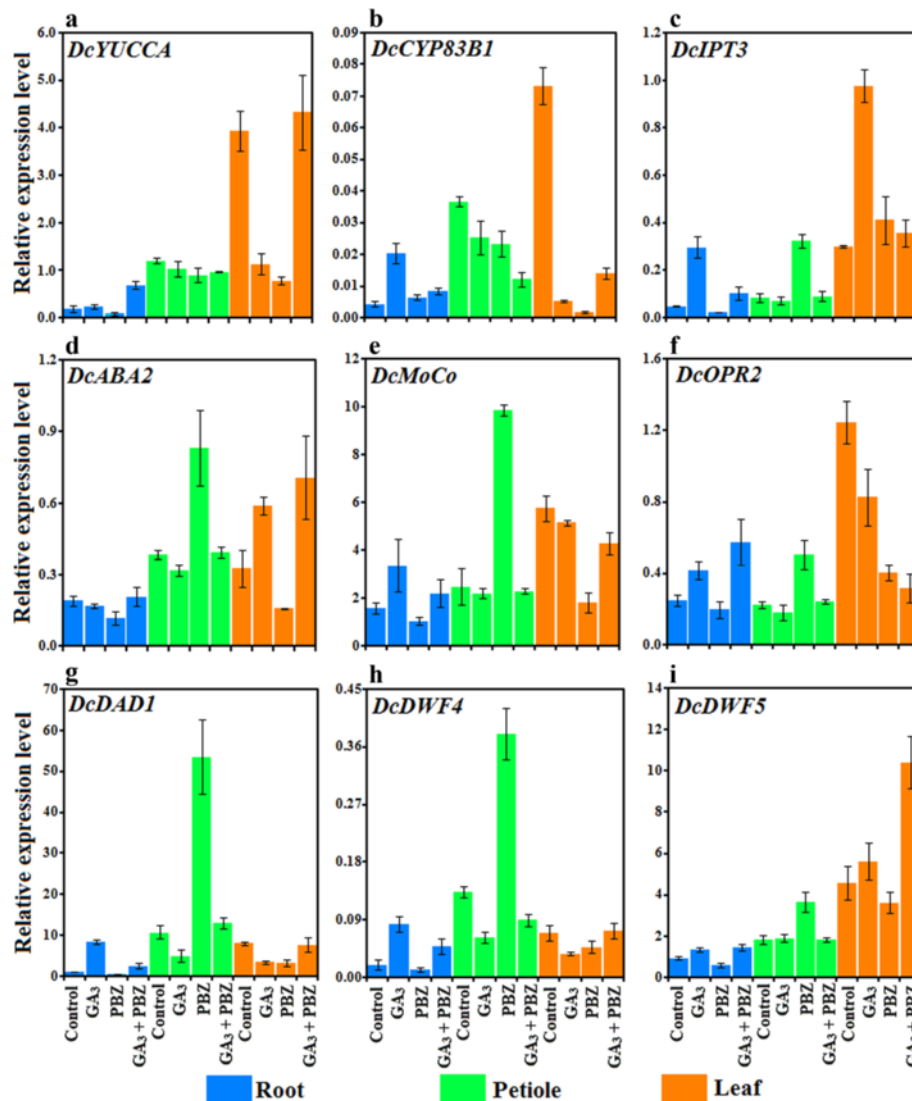 a b c
Relative expression level
6.0 5.0 4.0 3.0 2.0 1.0 0.0
DcYUCCA
0.09 0.08 0.07 0.06 0.05 0.04 0.03 0.02 0.01 0.00
DcCYP83B1
1.2 1.0 0.8 0.6 0.4 0.2 0.0
DcIPT3
d e f
Relative expression level
1.2 0.9 0.6 0.3 0.0
DcABA2
12 10 8 6 4 2 0
DcMoCo
1.6 1.2 0.8 0.4 0.0
DcOPR2
g h i
Relative expression level
70 60 50 40 30 20 10 0
DcDAD1
0.45 0.36 0.27 0.18 0.09 0.00
DcDWF4
14 12 10 8 6 4 2 0
DcDWF5
Control GA3 PBZ GA3 + PBZ Control GA3 PBZ GA3 + PBZ Control GA3 PBZ GA3 + PBZ
Control GA3 PBZ GA3 + PBZ Control GA3 PBZ GA3 + PBZ Control GA3 PBZ GA3 + PBZ
Control GA3 PBZ GA3 + PBZ Control GA3 PBZ GA3 + PBZ Control GA3 PBZ GA3 + PBZ
Root Petiole Leaf